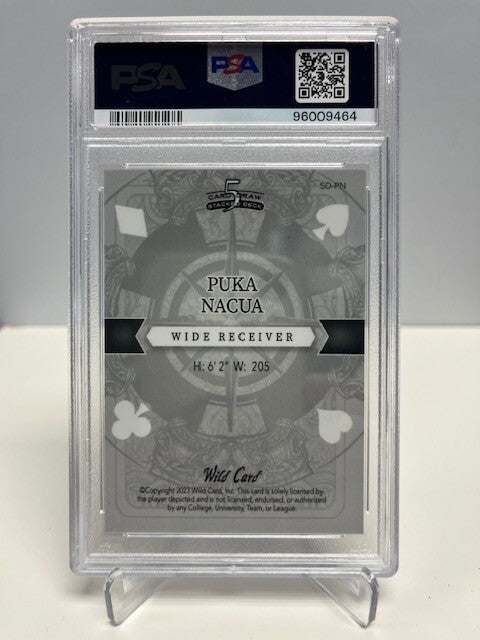 PSA
PSA
96009464
SD-PN
5
CARD DRAW
STACKED DECK
PUKA
NACUA
WIDE RECEIVER
H: 6' 2" W: 205
Wild Card
©Copyright 2023 Wild Card, Inc. This card is solely licensed by
the player depicted and is not licensed, endorsed, or authorized
by any College, University, Team, or League.